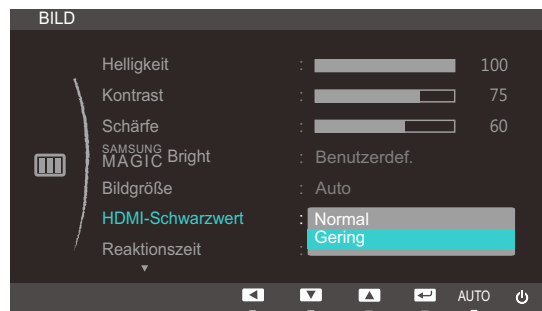 BILD
Helligkeit : 100
Kontrast : 75
Schärfe : 60
SAMSUNG MAGIC Bright : Benutzerdef.
Bildgröße : Auto
HDMI-Schwarzwert : Normal
Gering
Reaktionszeit :
AUTO